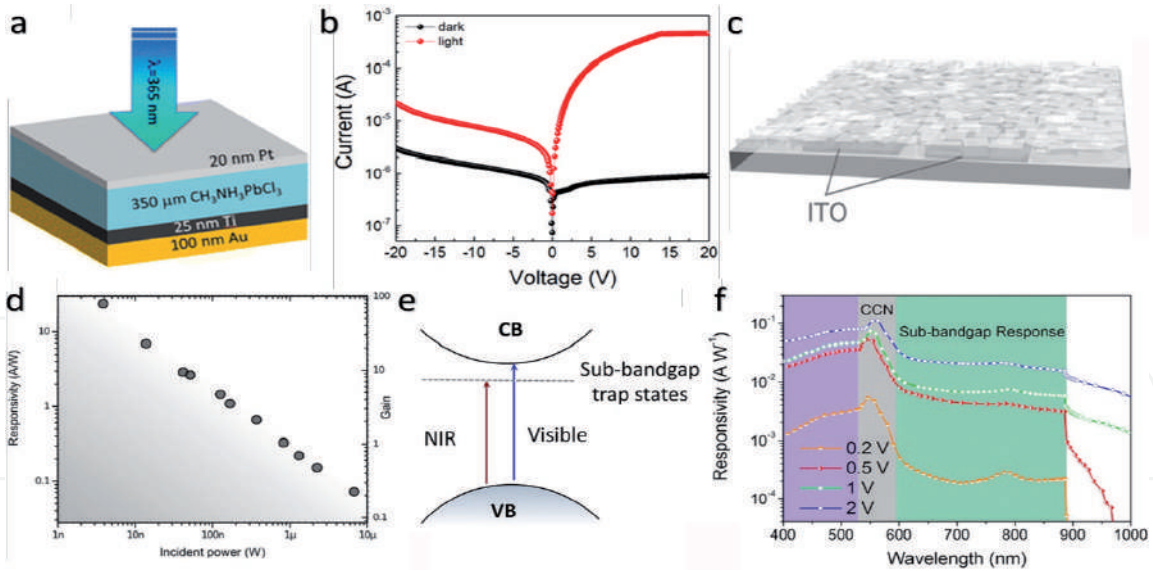 a
λ=365 nm
20 nm Pt
350 μm CH₃NH₃PbCl₃
25 nm Ti
100 nm Au
b
10⁻³
10⁻⁴
10⁻⁵
10⁻⁶
10⁻⁷
Current (A)
dark
light
-20 -15 -10 -5 0 5 10 15 20
Voltage (V)
c
ITO
d
10
1
0.1
Responsivity (A/W)
100
10
1
0.1
Gain
1n 10n 100n 1μ 10μ
Incident power (W)
e
CB
Sub-bandgap
trap states
NIR
Visible
VB
f
CCN
Sub-bandgap Response
10⁻¹
10⁻²
10⁻³
10⁻⁴
Responsivity (A W⁻¹)
0.2 V
0.5 V
1 V
2 V
400 500 600 700 800 900 1000
Wavelength (nm)